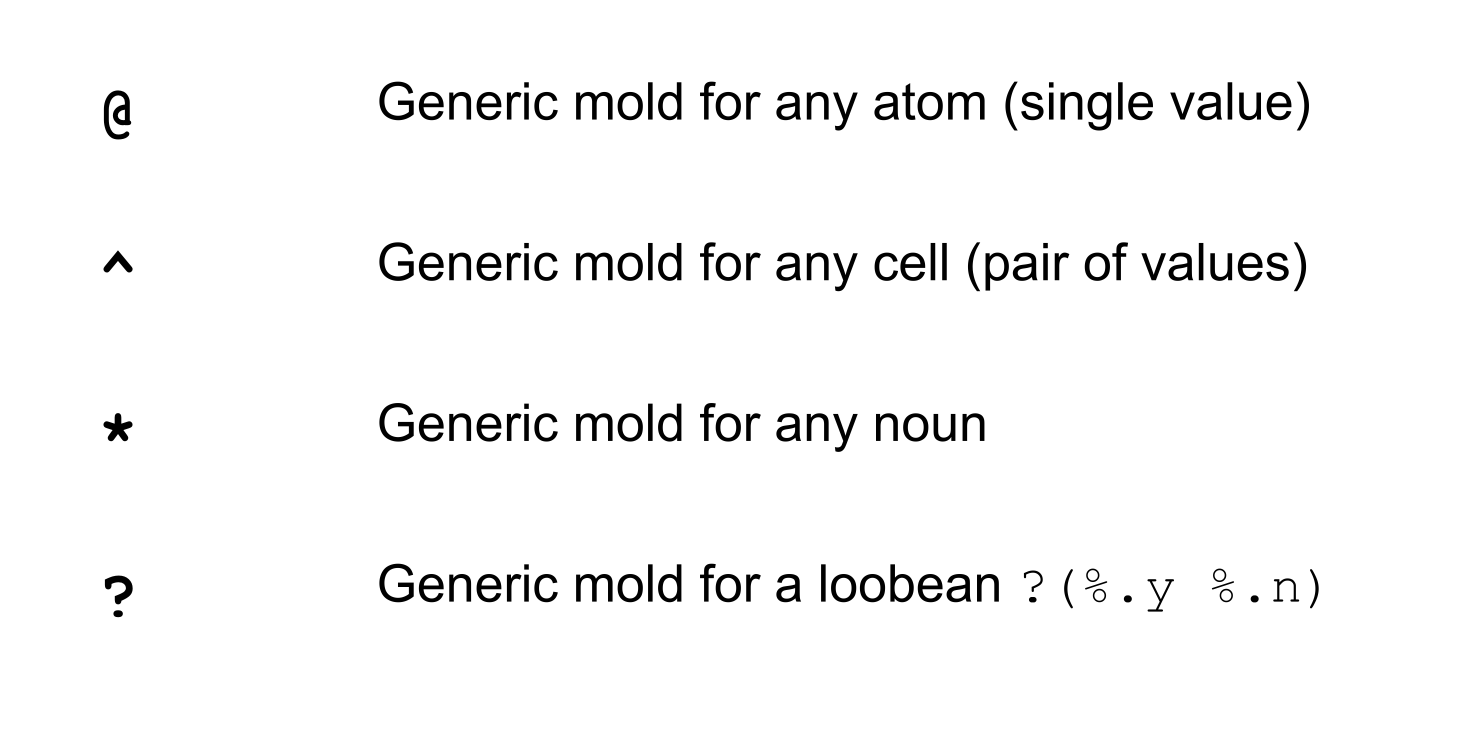 @ Generic mold for any atom (single value)
^ Generic mold for any cell (pair of values)
* Generic mold for any noun
? Generic mold for a loobean ?(%.y %.n)